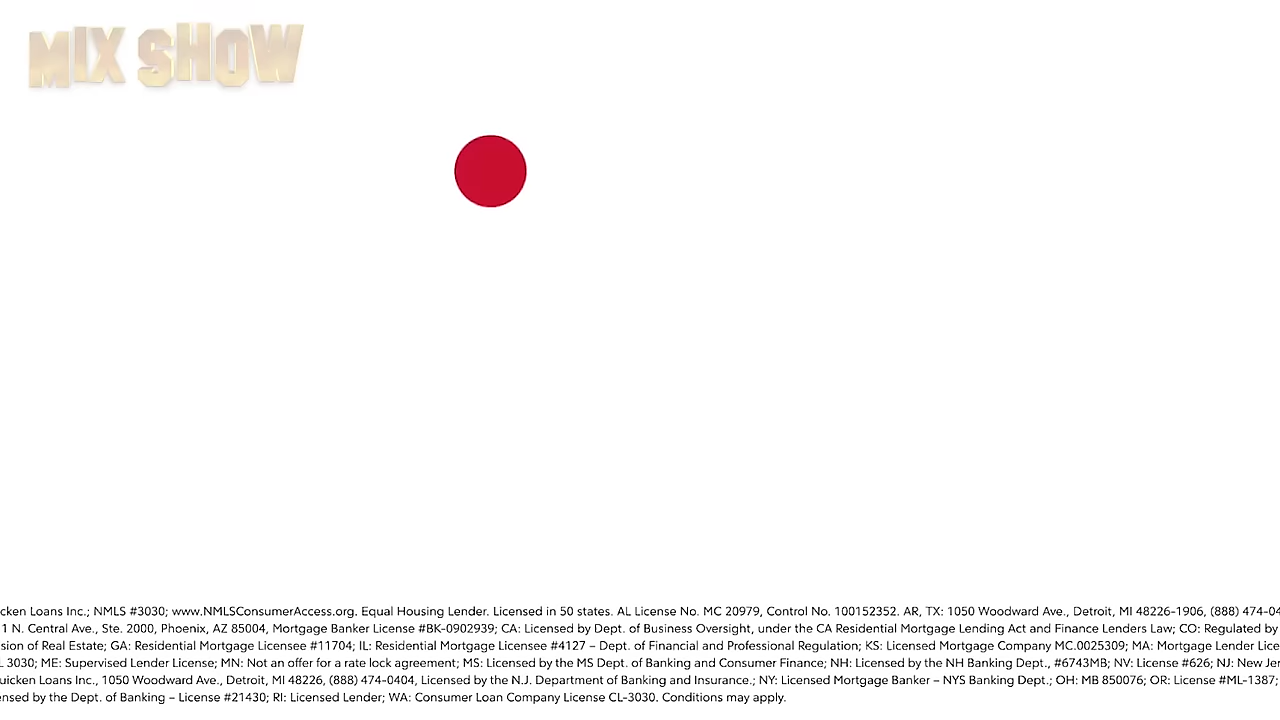 MIX SHOW
icken Loans Inc.; NMLS #3030; www.NMLSConsumerAccess.org. Equal Housing Lender. Licensed in 50 states. AL License No. MC 20979, Control No. 100152352. AR, TX: 1050 Woodward Ave., Detroit, MI 48226-1906, (888) 474-04
1 N. Central Ave., Ste. 2000, Phoenix, AZ 85004, Mortgage Banker License #BK-0902939; CA: Licensed by Dept. of Business Oversight, under the CA Residential Mortgage Lending Act and Finance Lenders Law; CO: Regulated by
sion of Real Estate; GA: Residential Mortgage Licensee #11704; IL: Residential Mortgage Licensee #4127 – Dept. of Financial and Professional Regulation; KS: Licensed Mortgage Company MC.0025309; MA: Mortgage Lender Lice
L 3030; ME: Supervised Lender License; MN: Not an offer for a rate lock agreement; MS: Licensed by the MS Dept. of Banking and Consumer Finance; NH: Licensed by the NH Banking Dept., #6743MB; NV: License #626; NJ: New Jer
uicken Loans Inc., 1050 Woodward Ave., Detroit, MI 48226, (888) 474-0404, Licensed by the N.J. Department of Banking and Insurance.; NY: Licensed Mortgage Banker – NYS Banking Dept.; OH: MB 850076; OR: License #ML-1387;
ensed by the Dept. of Banking – License #21430; RI: Licensed Lender; WA: Consumer Loan Company License CL-3030. Conditions may apply.